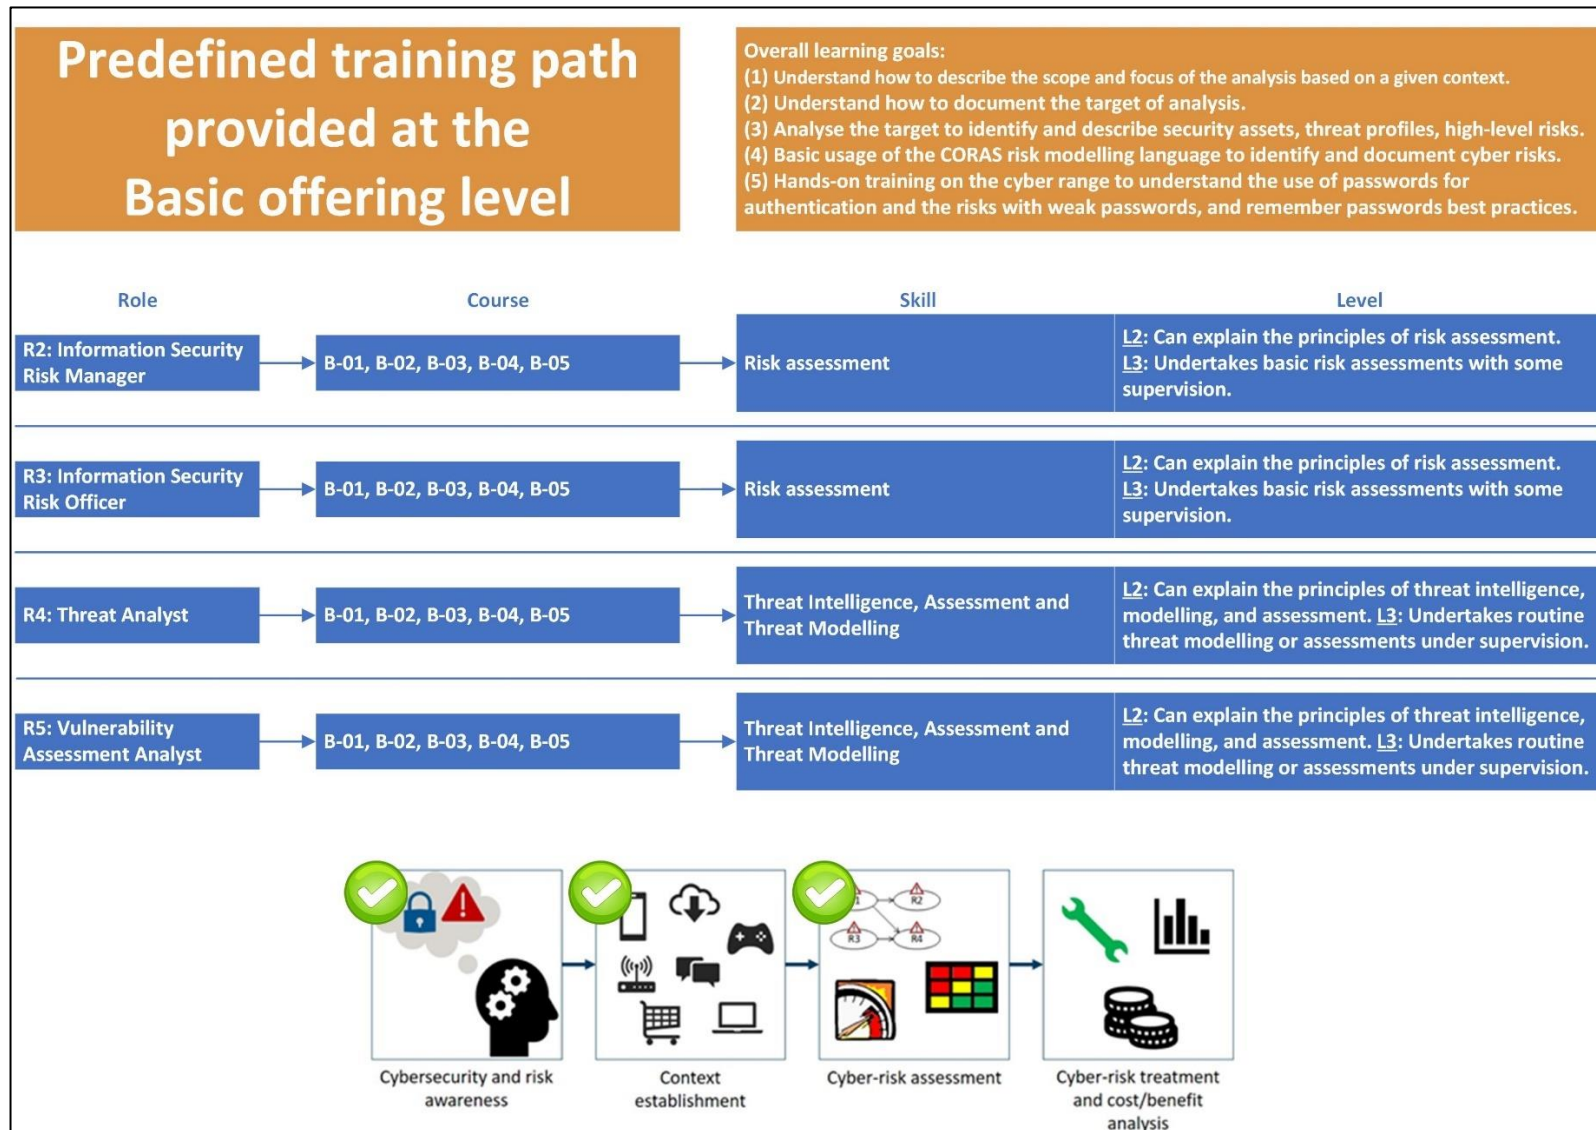 Predefined training path
provided at the
Basic offering level
Overall learning goals:
(1) Understand how to describe the scope and focus of the analysis based on a given context.
(2) Understand how to document the target of analysis.
(3) Analyse the target to identify and describe security assets, threat profiles, high-level risks.
(4) Basic usage of the CORAS risk modelling language to identify and document cyber risks.
(5) Hands-on training on the cyber range to understand the use of passwords for
authentication and the risks with weak passwords, and remember passwords best practices.
Role
Course
Skill
Level
R2: Information Security
Risk Manager
B-01, B-02, B-03, B-04, B-05
Risk assessment
L2: Can explain the principles of risk assessment.
L3: Undertakes basic risk assessments with some
supervision.
R3: Information Security
Risk Officer
B-01, B-02, B-03, B-04, B-05
Risk assessment
L2: Can explain the principles of risk assessment.
L3: Undertakes basic risk assessments with some
supervision.
R4: Threat Analyst
B-01, B-02, B-03, B-04, B-05
Threat Intelligence, Assessment and
Threat Modelling
L2: Can explain the principles of threat intelligence,
modelling, and assessment. L3: Undertakes routine
threat modelling or assessments under supervision.
R5: Vulnerability
Assessment Analyst
B-01, B-02, B-03, B-04, B-05
Threat Intelligence, Assessment and
Threat Modelling
L2: Can explain the principles of threat intelligence,
modelling, and assessment. L3: Undertakes routine
threat modelling or assessments under supervision.
R2
R3
R4
Cybersecurity and risk
awareness
Context
establishment
Cyber-risk assessment
Cyber-risk treatment
and cost/benefit
analysis